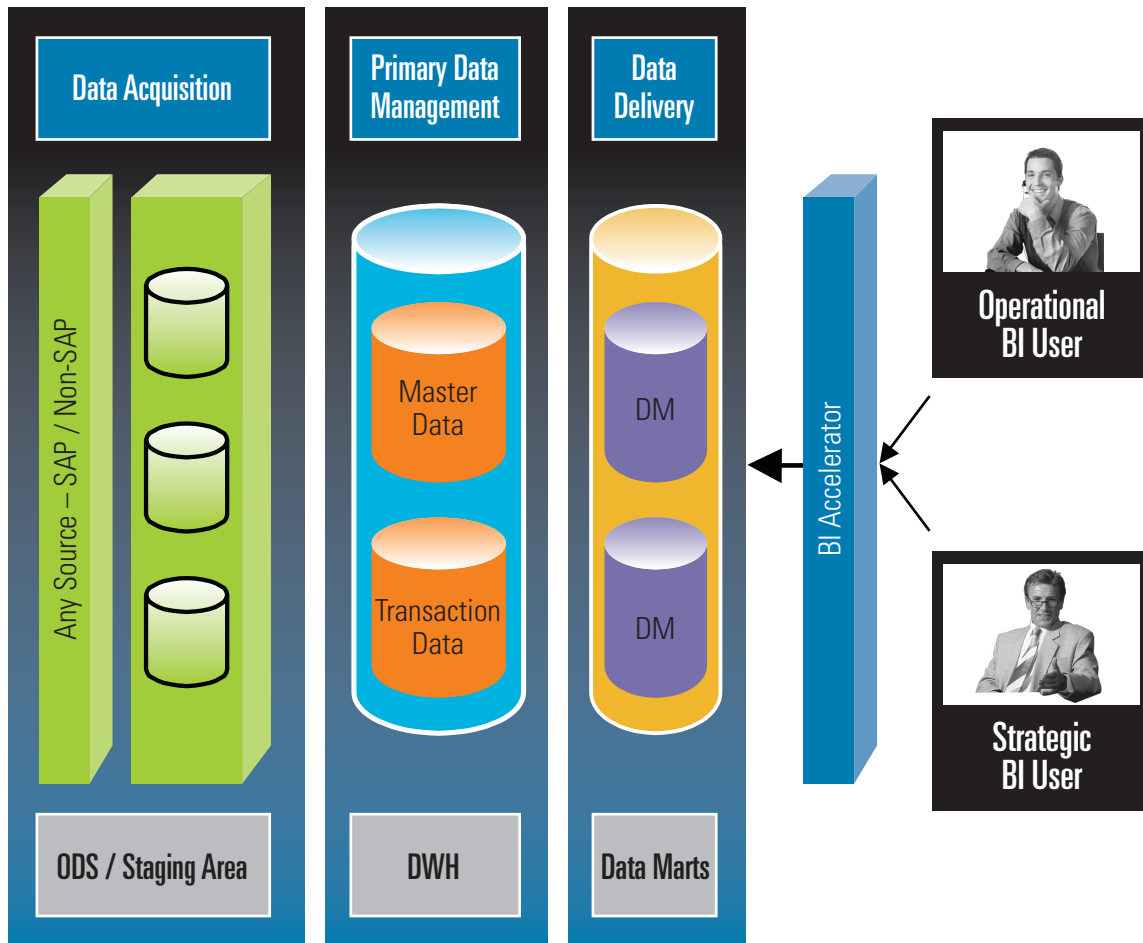 Data Acquisition
Primary Data
Management
Data
Delivery
Any Source – SAP / Non-SAP
Master
Data
Transaction
Data
DM
DM
BI Accelerator
Operational
BI User
Strategic
BI User
ODS / Staging Area
DWH
Data Marts